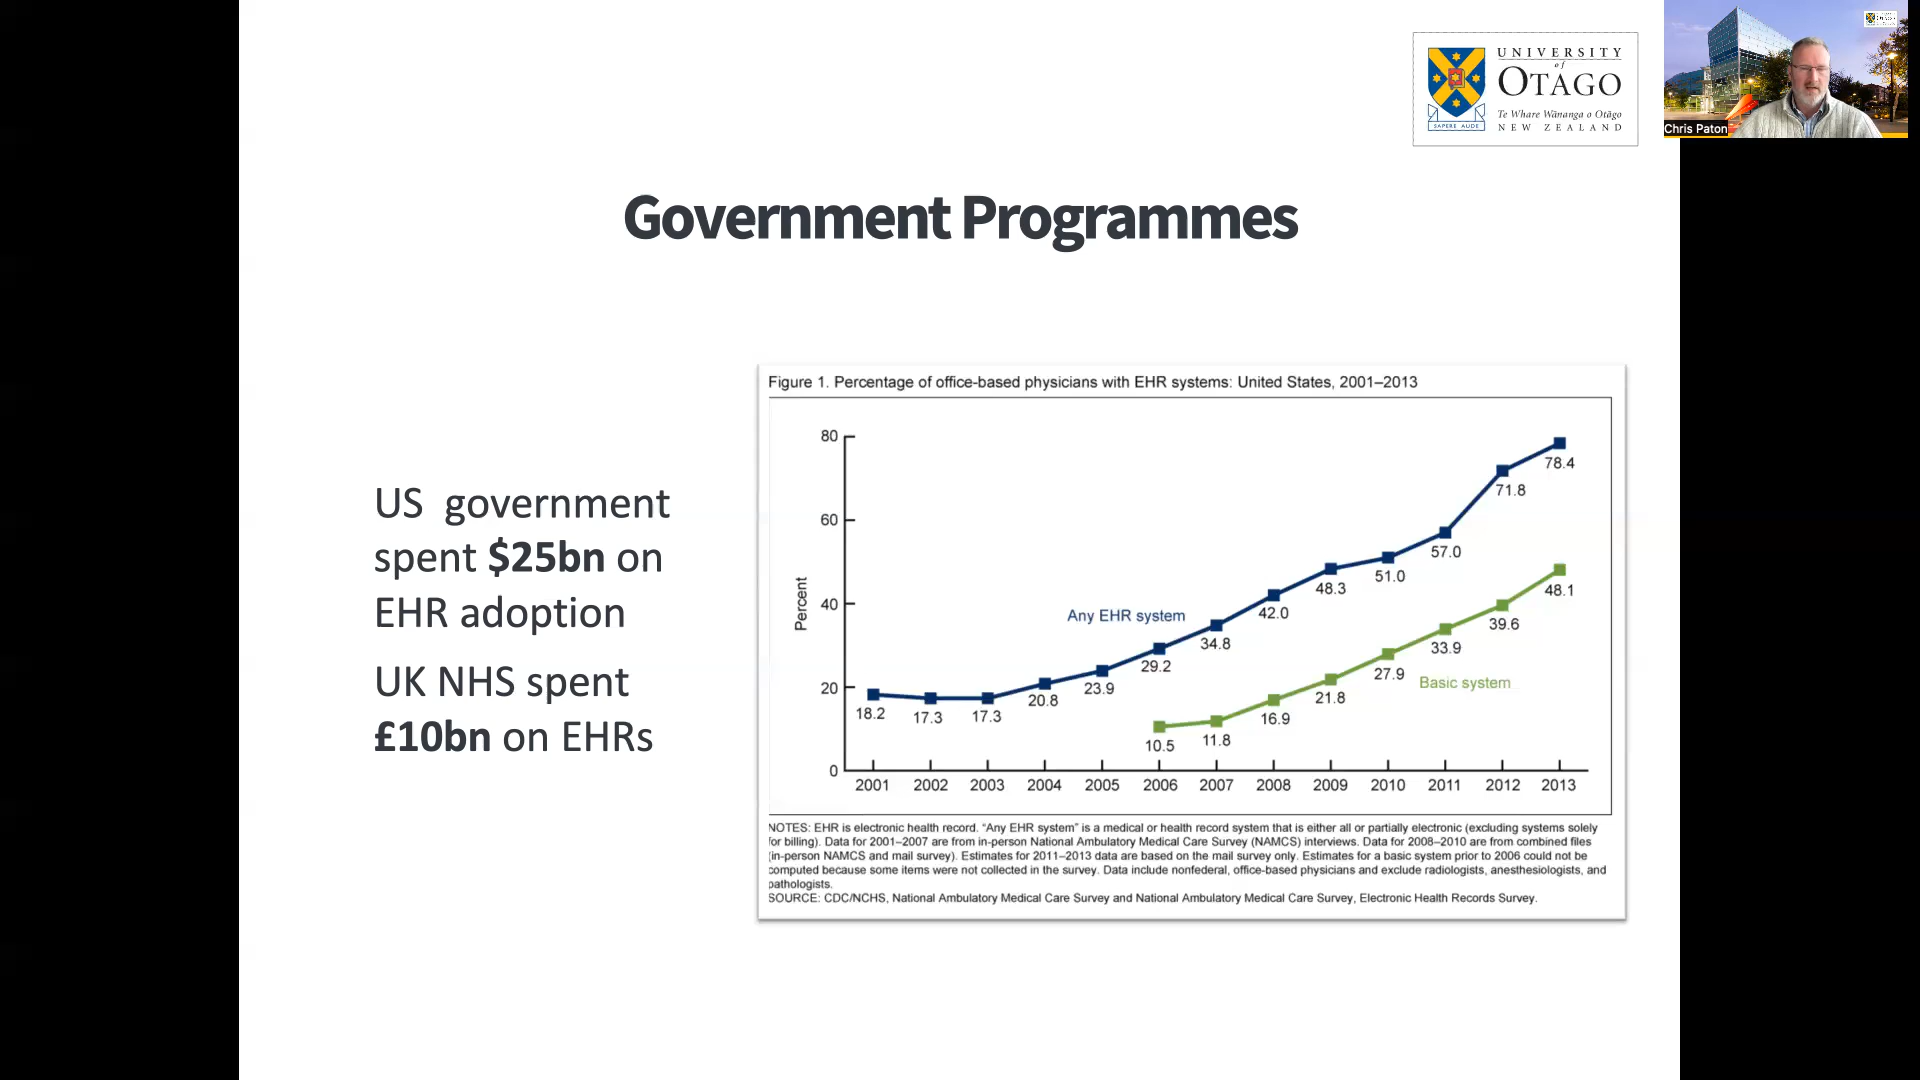 UNIVERSITY
of
OTAGO
Te Whare Wānanga o Otāgo
NEW ZEALAND
SAPERE AUDE
Chris Paton
Government Programmes
US government
spent $25bn on
EHR adoption
UK NHS spent
£10bn on EHRs
Figure 1. Percentage of office-based physicians with EHR systems: United States, 2001–2013
80
60
40
20
0
Percent
Any EHR system
18.2
17.3
17.3
20.8
23.9
29.2
34.8
42.0
48.3
51.0
57.0
71.8
78.4
Basic system
10.5
11.8
16.9
21.8
27.9
33.9
39.6
48.1
2001 2002 2003 2004 2005 2006 2007 2008 2009 2010 2011 2012 2013
NOTES: EHR is electronic health record. “Any EHR system” is a medical or health record system that is either all or partially electronic (excluding systems solely
for billing). Data for 2001–2007 are from in-person National Ambulatory Medical Care Survey (NAMCS) interviews. Data for 2008–2010 are from combined files
(in-person NAMCS and mail survey). Estimates for 2011–2013 data are based on the mail survey only. Estimates for a basic system prior to 2006 could not be
computed because some items were not collected in the survey. Data include nonfederal, office-based physicians and exclude radiologists, anesthesiologists, and
pathologists.
SOURCE: CDC/NCHS, National Ambulatory Medical Care Survey and National Ambulatory Medical Care Survey, Electronic Health Records Survey.